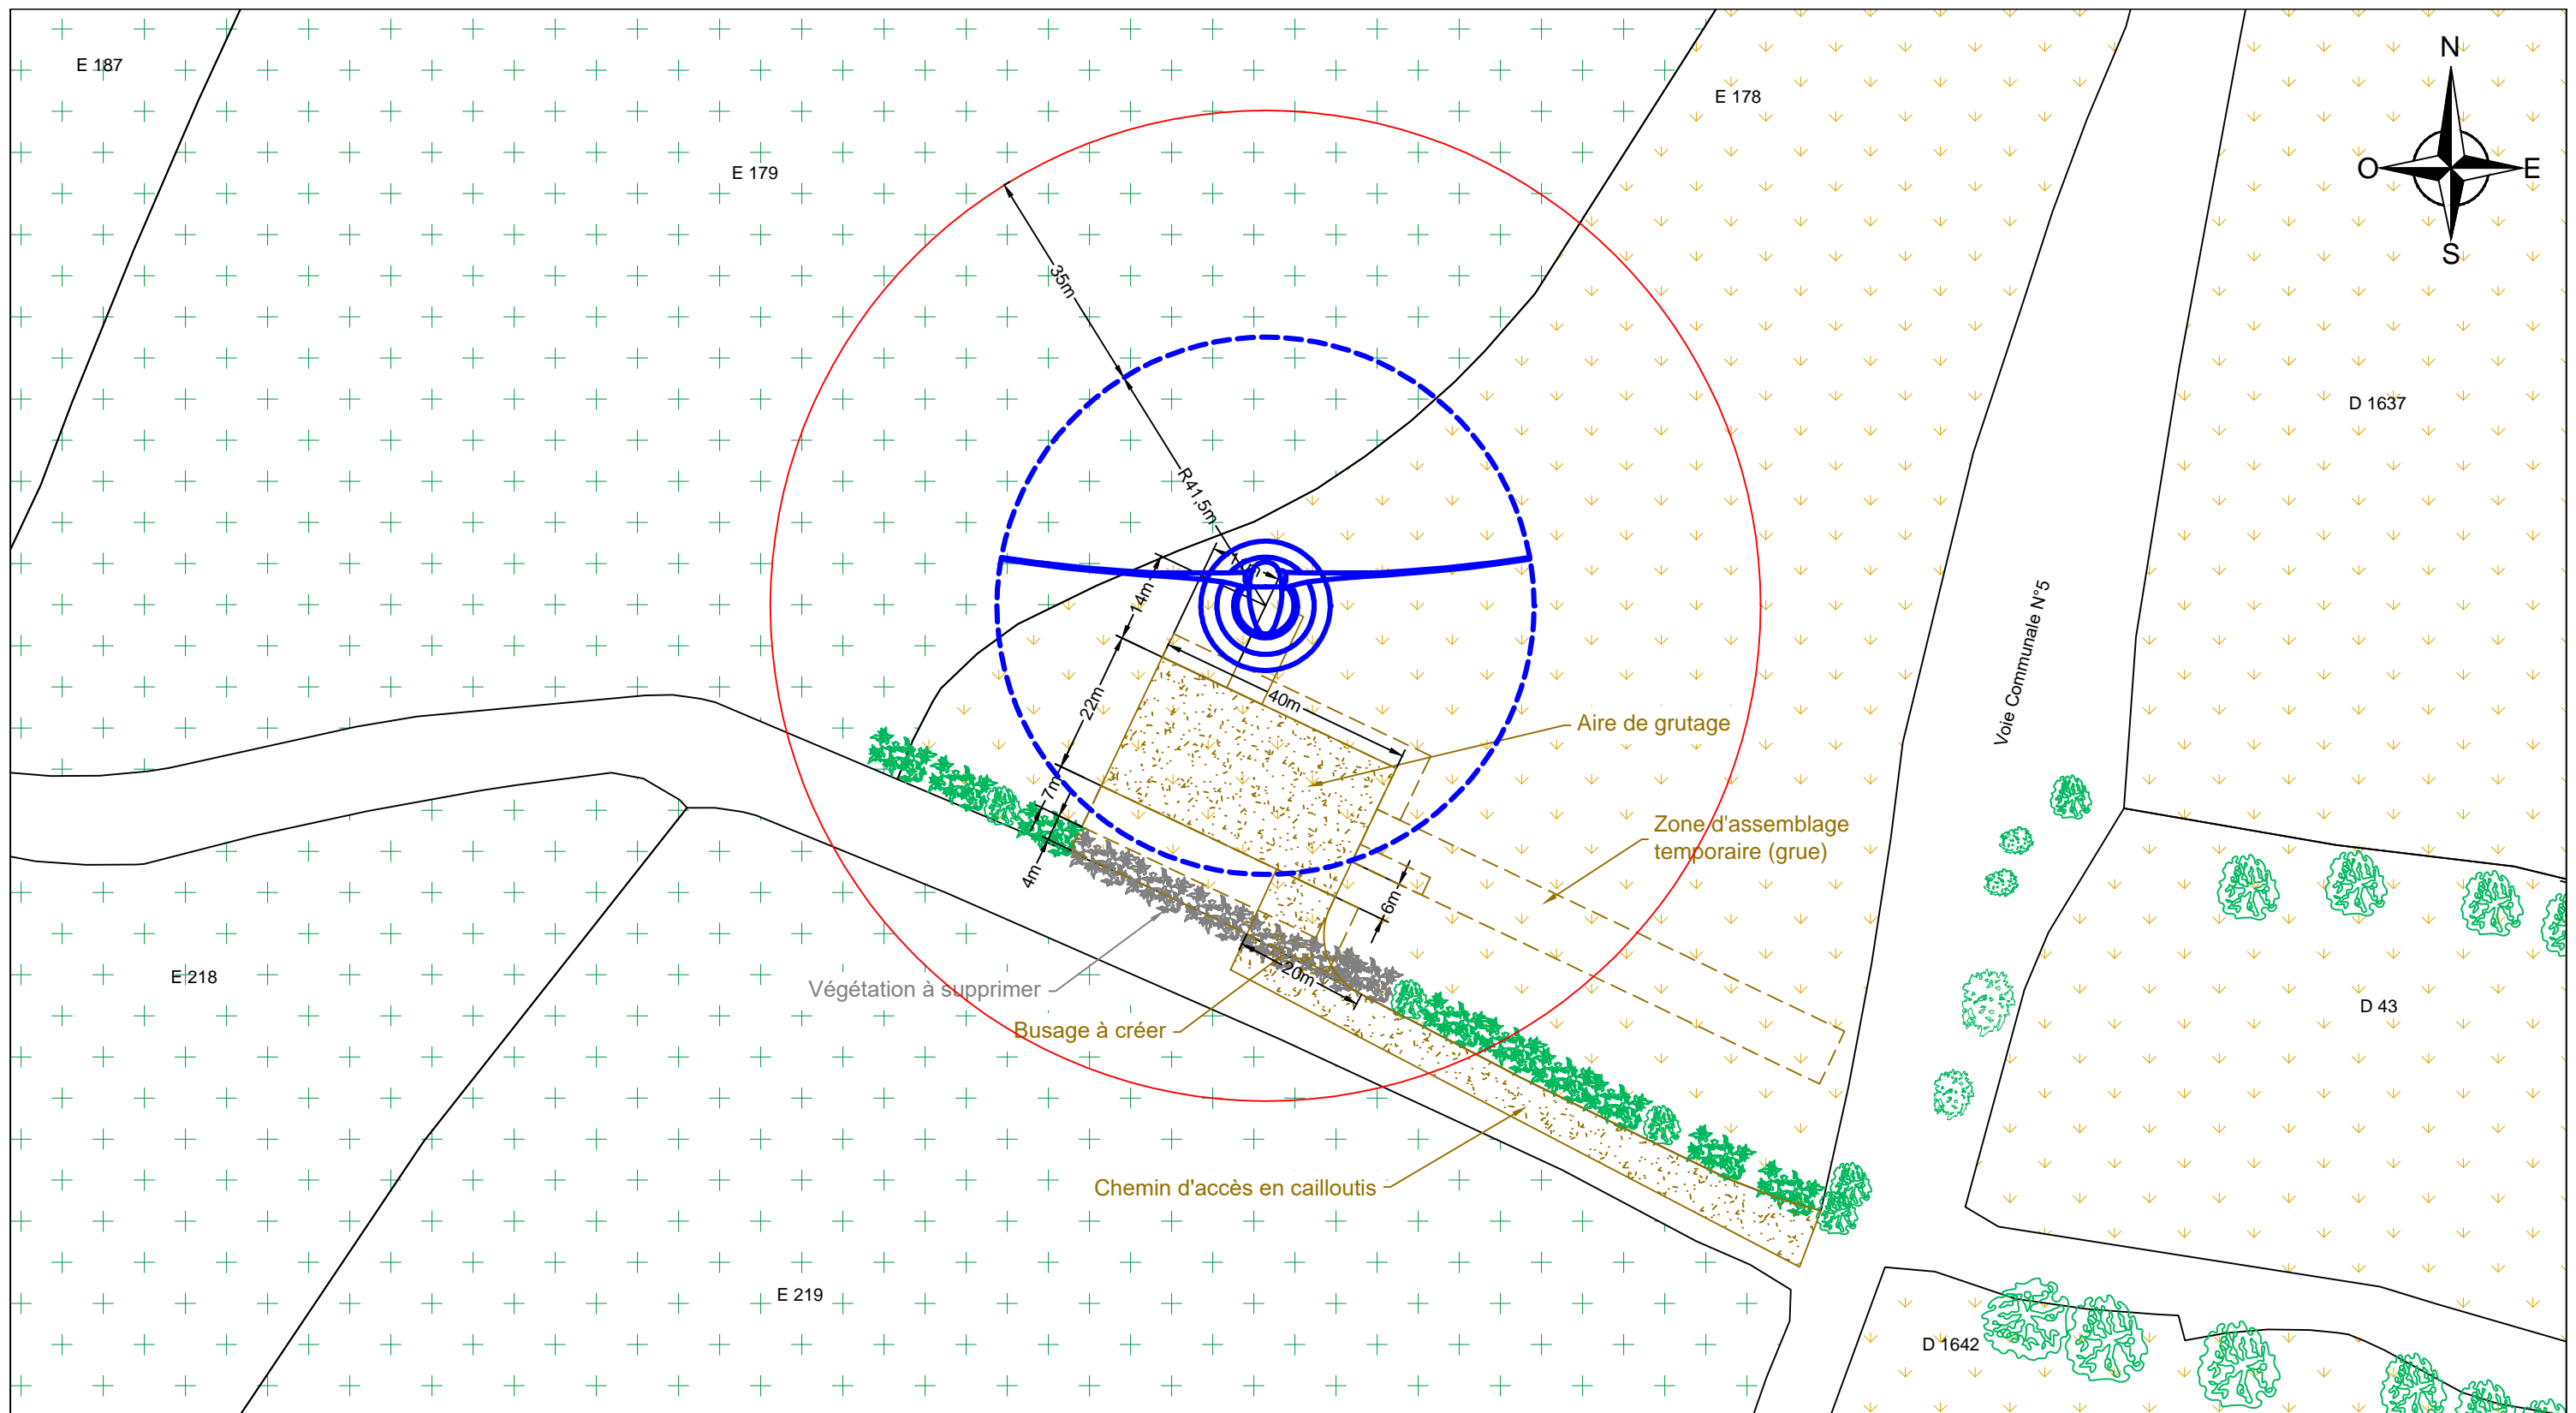 N
E 187
E 178
O
E
E 179
S
35m
D 1637
R41,5m
14m
Voie Communale N°5
22m
40m
Aire de grutage
7m
Zone d'assemblage
temporaire (grue)
4m
6m
E 218
20m
Végétation à supprimer
D 43
Busage à créer
Chemin d'accès en cailloutis
E 219
D 1642